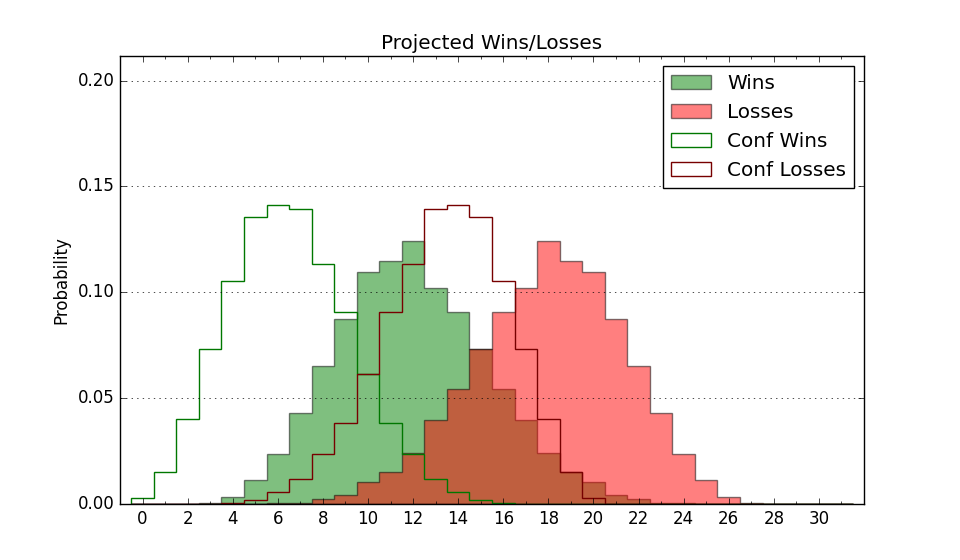 Projected Wins/Losses
Wins
Losses
Conf Wins
Conf Losses
Probability
0.20
0.15
0.10
0.05
0.00
0 2 4 6 8 10 12 14 16 18 20 22 24 26 28 30